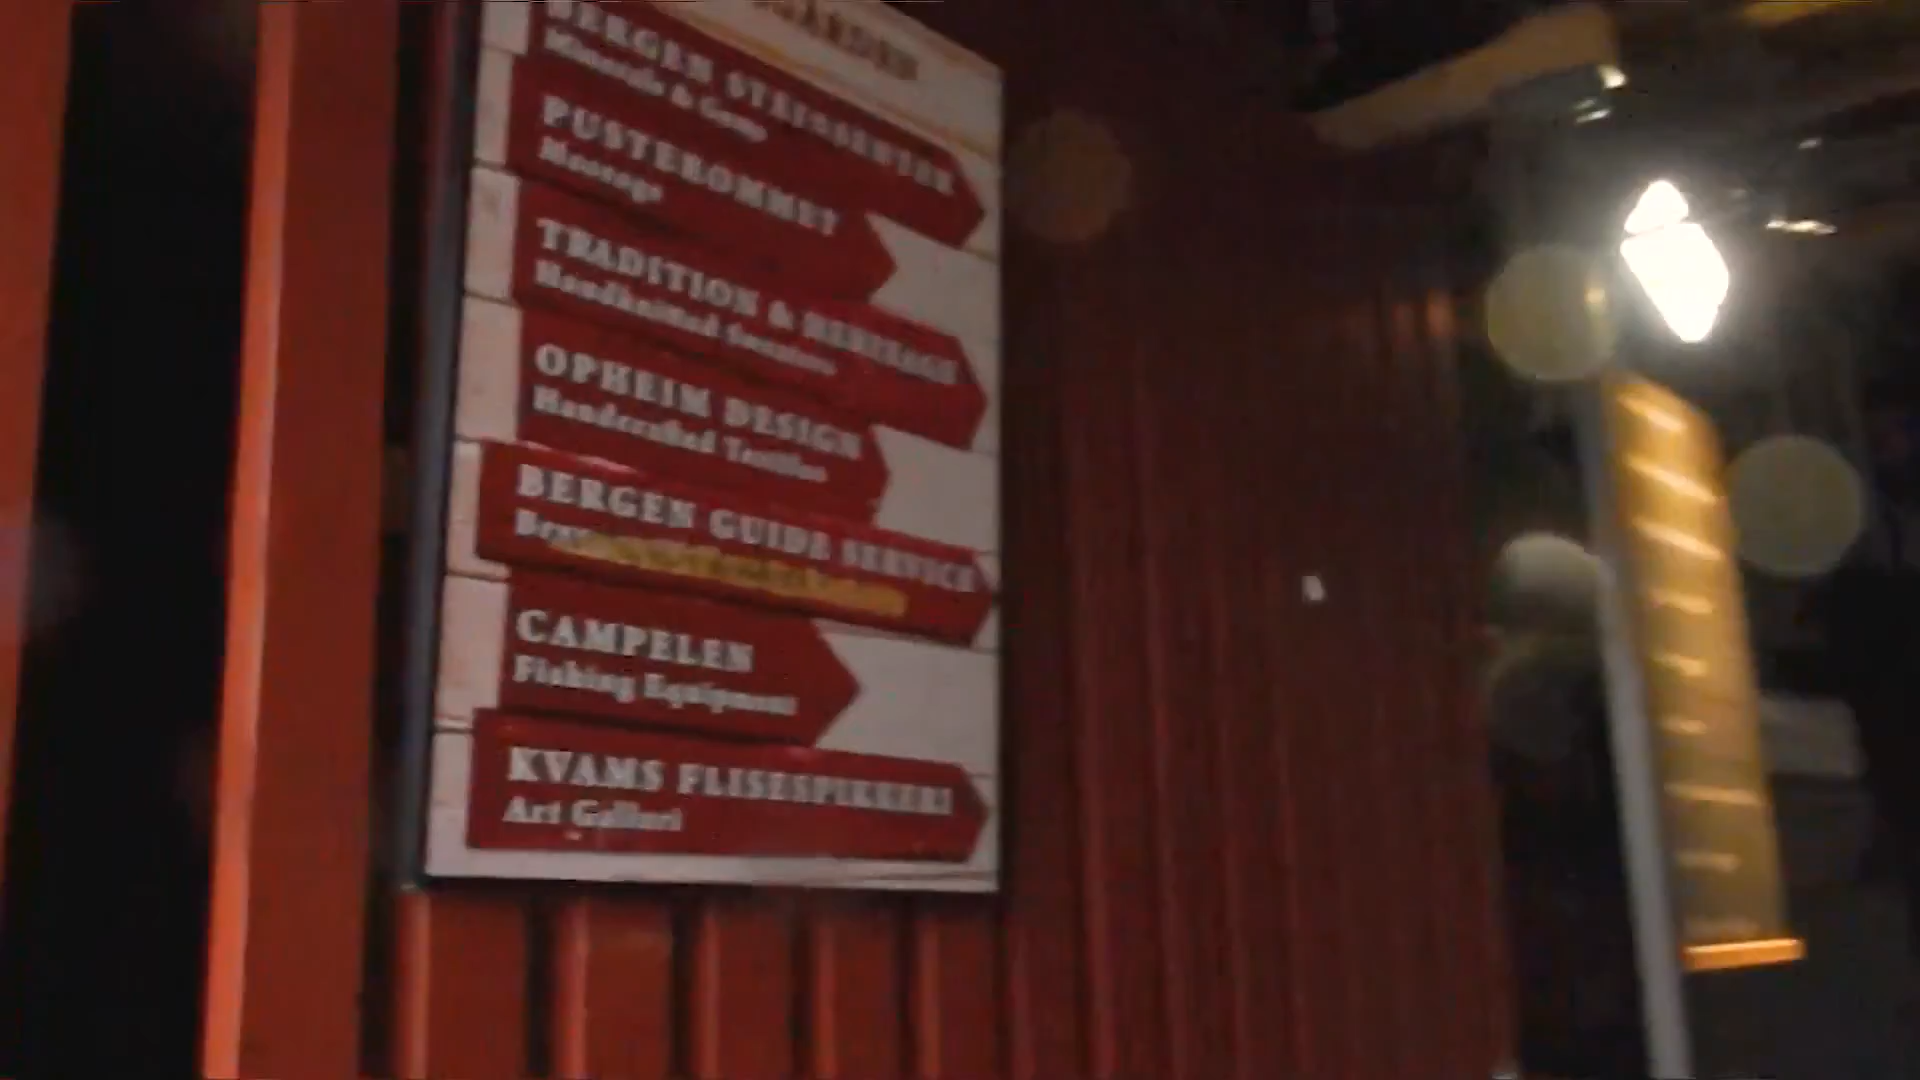 BERGEN STEINSENTER
Minerals & Gems
PUSTEROMMET
Massage
TRADITION & HERITAGE
Handknitted Sweaters
OPHEIM DESIGN
Handcrafted Textiles
BERGEN GUIDE SERVICE
CAMPELEN
Fishing Equipment
KVAMS FLISESPIKKERI
Art Galleri